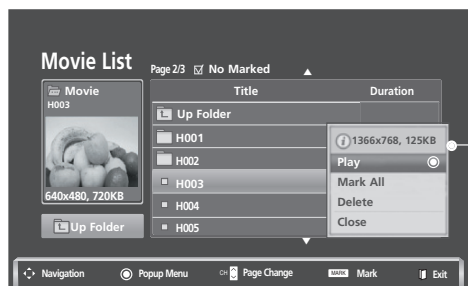 Movie List
Page 2/3 No Marked
Movie
H003
640x480, 720KB
Up Folder
Title Duration
Up Folder
H001
H002
H003
H004
H005
1366x768, 125KB
Play
Mark All
Delete
Close
Navigation Popup Menu CH Page Change MARK Mark Exit